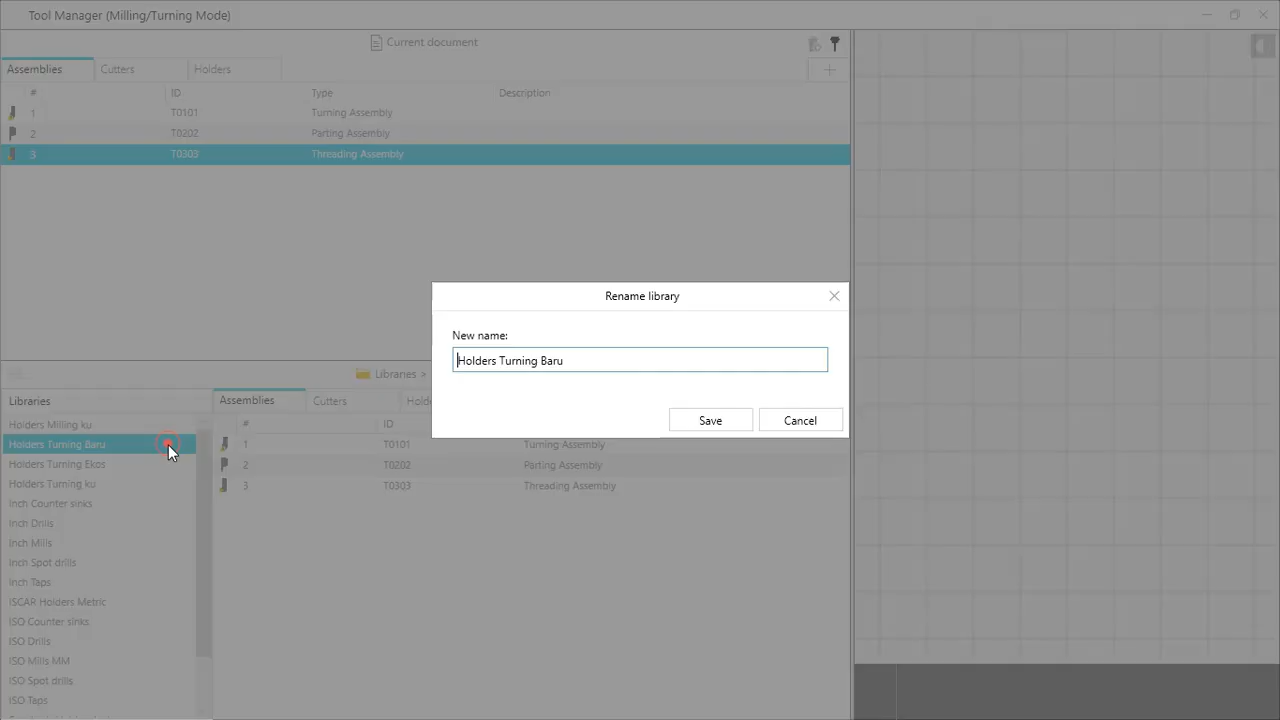 Tool Manager (Milling/Turning Mode)
Current document
Assemblies Cutters Holders
# ID Type Description
1 T0101 Turning Assembly
2 T0202 Parting Assembly
3 T0303 Threading Assembly
Rename library
New name:
Holders Turning Baru
Save Cancel
Libraries >
Libraries
Assemblies Cutters Holde
Holders Milling ku
Holders Turning Baru
Holders Turning Ekos
Holders Turning ku
Inch Counter sinks
Inch Drills
Inch Mills
Inch Spot drills
Inch Taps
ISCAR Holders Metric
ISO Counter sinks
ISO Drills
ISO Mills MM
ISO Spot drills
ISO Taps
# ID
1 T0101 Turning Assembly
2 T0202 Parting Assembly
3 T0303 Threading Assembly